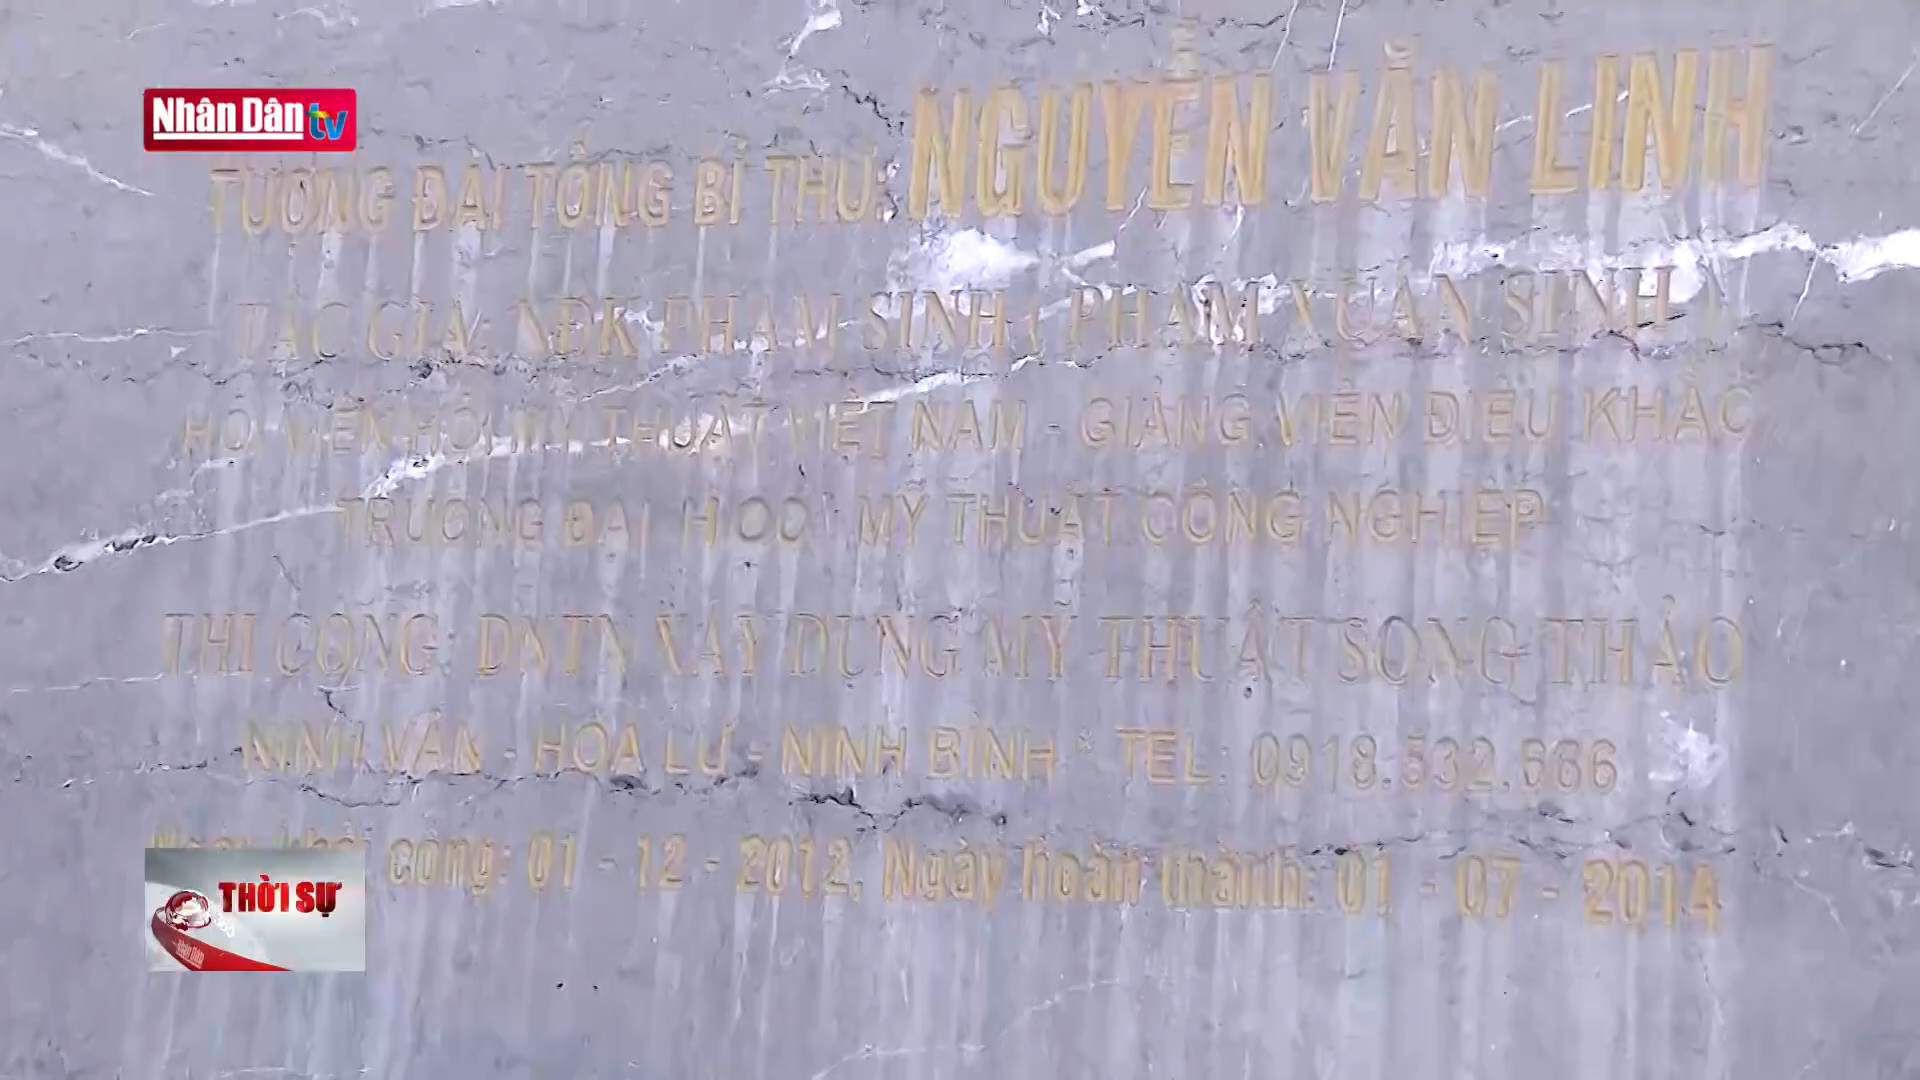 Nhân Dân tv
TƯỢNG ĐÀI TỔNG BÍ THƯ: NGUYỄN VĂN LINH
TÁC GIẢ: NĐK PHẠM SINH ( PHẠM XUÂN SINH )
HỘI VIÊN HỘI MỸ THUẬT VIỆT NAM - GIẢNG VIÊN ĐIÊU KHẮC
TRƯỜNG ĐẠI HỌC MỸ THUẬT CÔNG NGHIỆP
THI CÔNG: DNTN XÂY DỰNG MỸ THUẬT SONG THẢO
NINH VÂN - HOA LƯ - NINH BÌNH * TEL: 0918.532.666
công: 01 - 12 - 2012, Ngày hoàn thành: 01 - 07 - 2014
THỜI SỰ
Nhân Dân